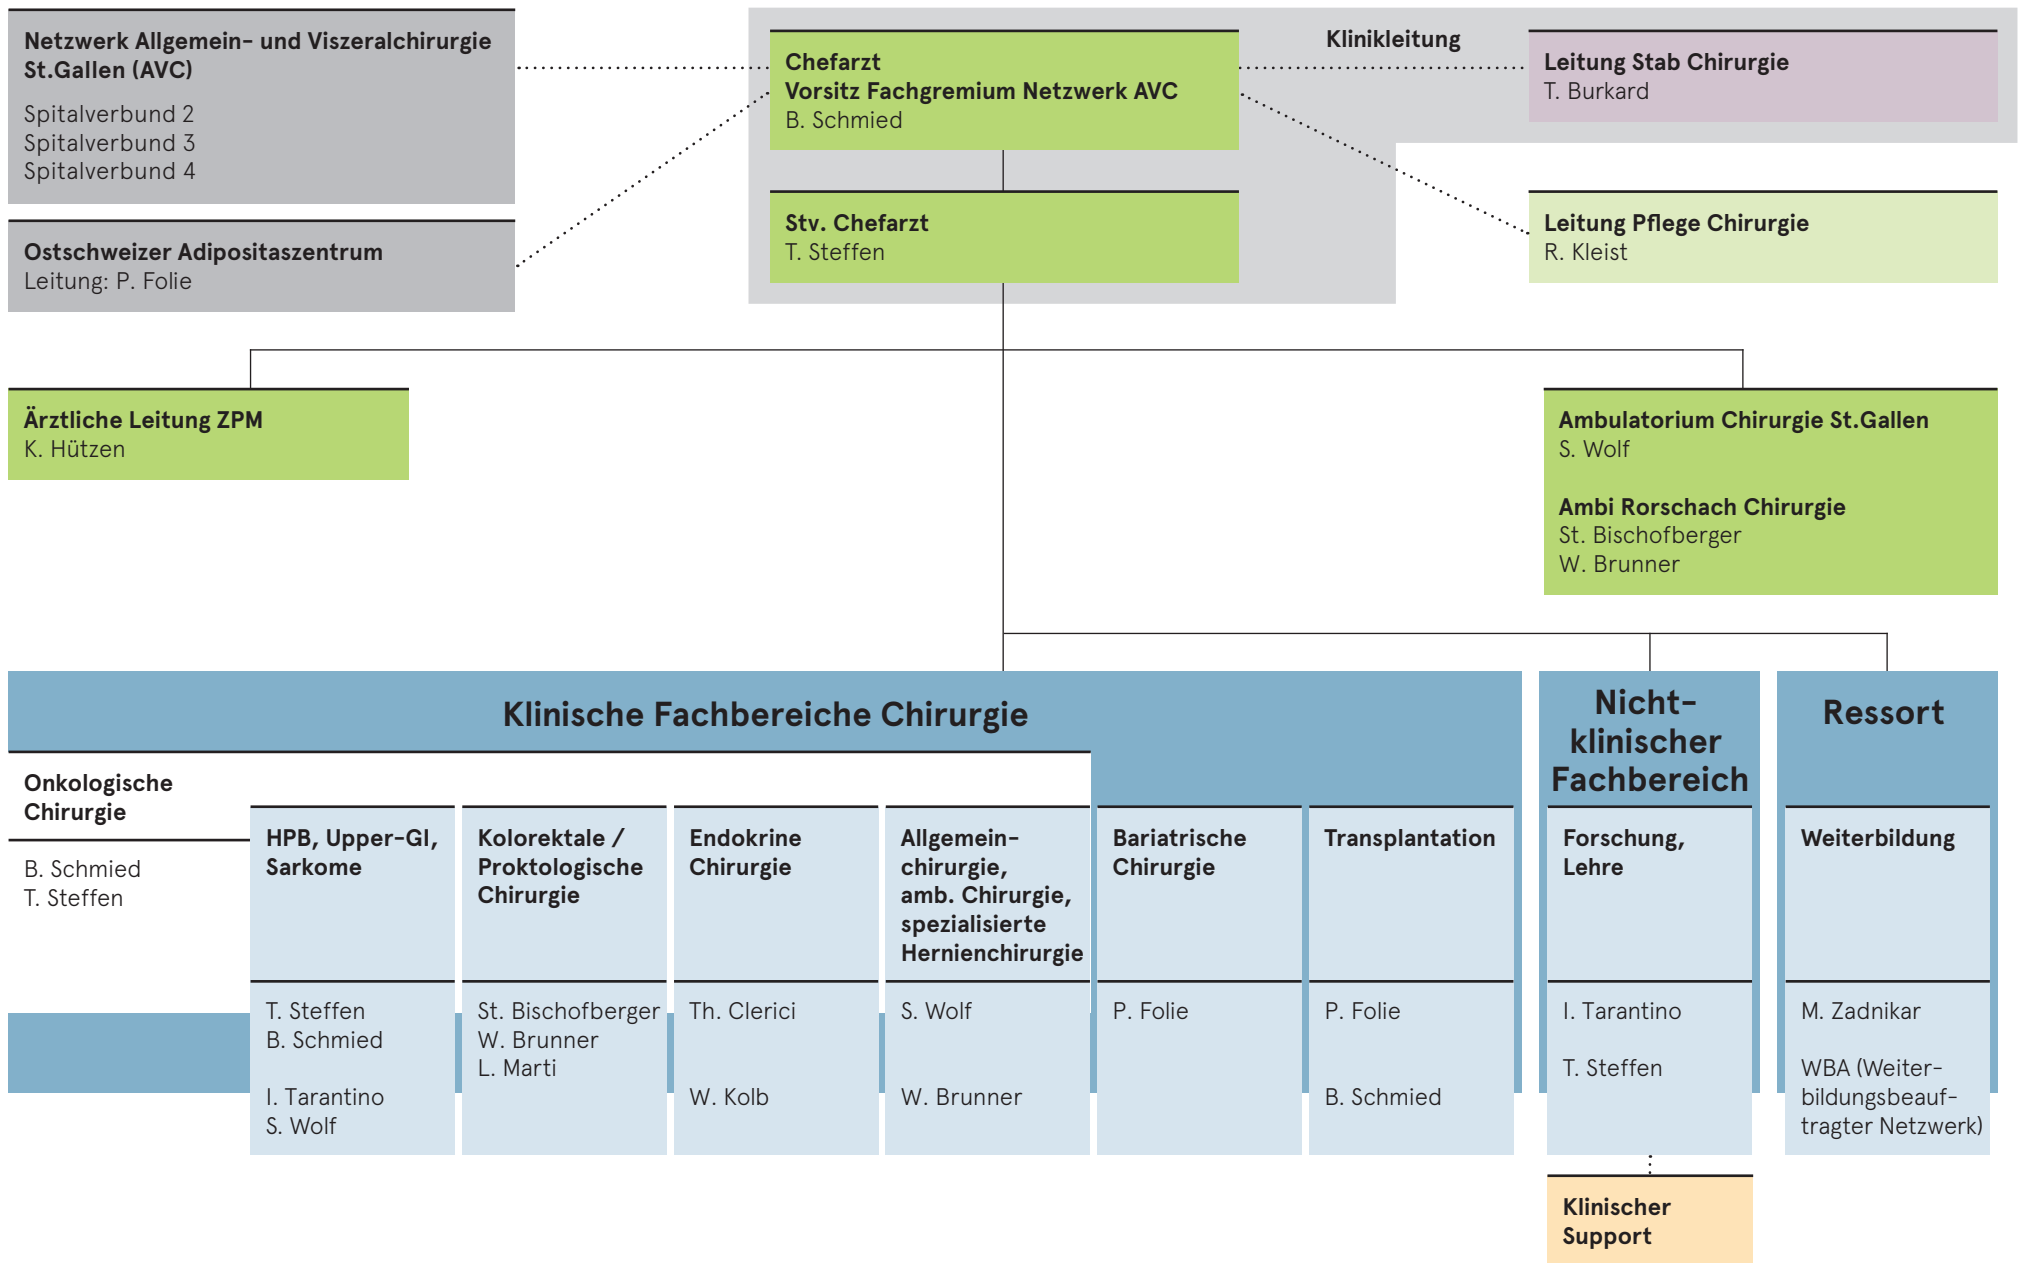 Netzwerk Allgemein- und Viszeralchirurgie
St.Gallen (AVC)
Spitalverbund 2
Spitalverbund 3
Spitalverbund 4
Ostschweizer Adipositaszentrum
Leitung: P. Folie
Klinikleitung
Chefarzt
Vorsitz Fachgremium Netzwerk AVC
B. Schmied
Stv. Chefarzt
T. Steffen
Leitung Stab Chirurgie
T. Burkard
Leitung Pflege Chirurgie
R. Kleist
Ärztliche Leitung ZPM
K. Hützen
Ambulatorium Chirurgie St.Gallen
S. Wolf
Ambi Rorschach Chirurgie
St. Bischofberger
W. Brunner
Klinische Fachbereiche Chirurgie
Onkologische
Chirurgie
B. Schmied
T. Steffen
HPB, Upper-GI,
Sarkome
T. Steffen
B. Schmied
I. Tarantino
S. Wolf
Kolorektale /
Proktologische
Chirurgie
St. Bischofberger
W. Brunner
L. Marti
Endokrine
Chirurgie
Th. Clerici
W. Kolb
Allgemein-
chirurgie,
amb. Chirurgie,
spezialisierte
Hernienchirurgie
S. Wolf
W. Brunner
Bariatrische
Chirurgie
P. Folie
Transplantation
P. Folie
B. Schmied
Nicht-
klinischer
Fachbereich
Forschung,
Lehre
I. Tarantino
T. Steffen
Klinischer
Support
Ressort
Weiterbildung
M. Zadnikar
WBA (Weiter-
bildungsbeauf-
tragter Netzwerk)